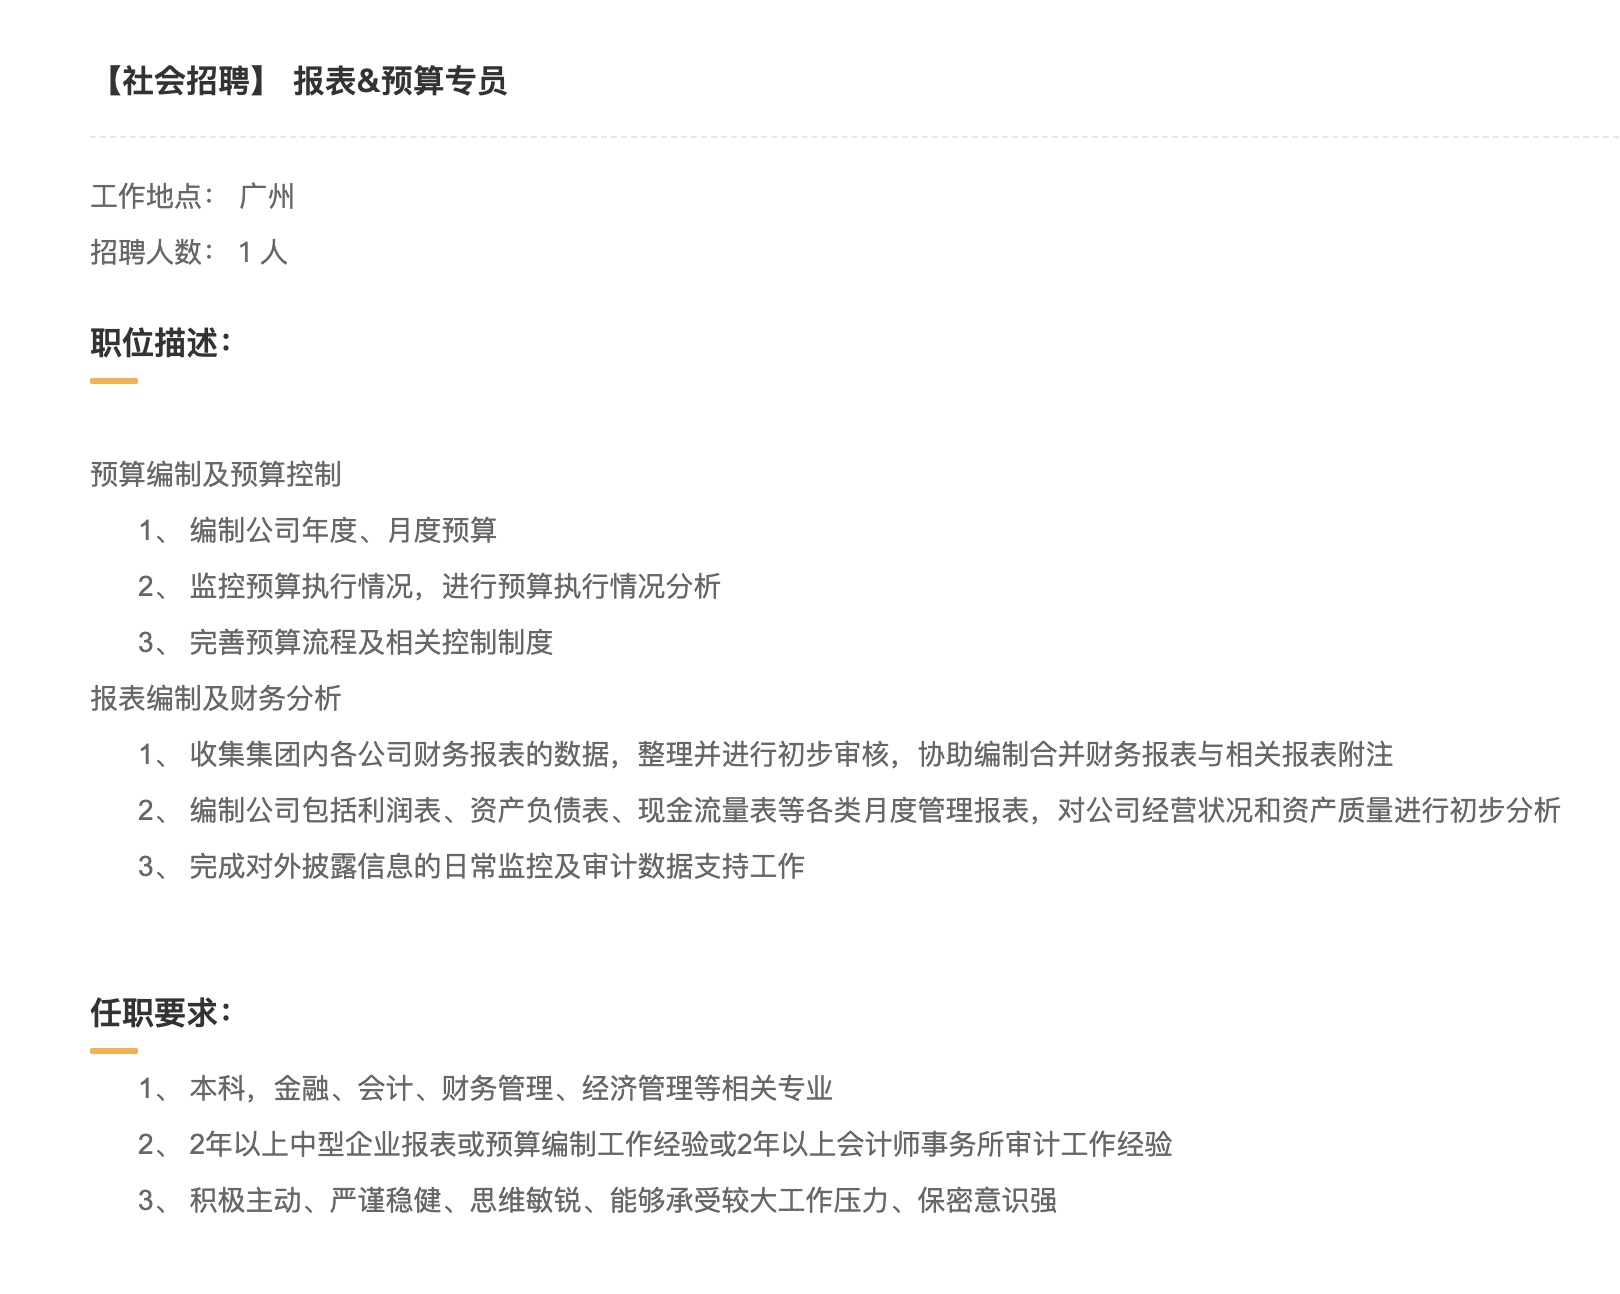 【社会招聘】 报表&预算专员
工作地点： 广州
招聘人数： 1 人
职位描述：
预算编制及预算控制
1、 编制公司年度、月度预算
2、 监控预算执行情况，进行预算执行情况分析
3、 完善预算流程及相关控制制度
报表编制及财务分析
1、 收集集团内各公司财务报表的数据，整理并进行初步审核，协助编制合并财务报表与相关报表附注
2、 编制公司包括利润表、资产负债表、现金流量表等各类月度管理报表，对公司经营状况和资产质量进行初步分析
3、 完成对外披露信息的日常监控及审计数据支持工作
任职要求：
1、 本科，金融、会计、财务管理、经济管理等相关专业
2、 2年以上中型企业报表或预算编制工作经验或2年以上会计师事务所审计工作经验
3、 积极主动、严谨稳健、思维敏锐、能够承受较大工作压力、保密意识强